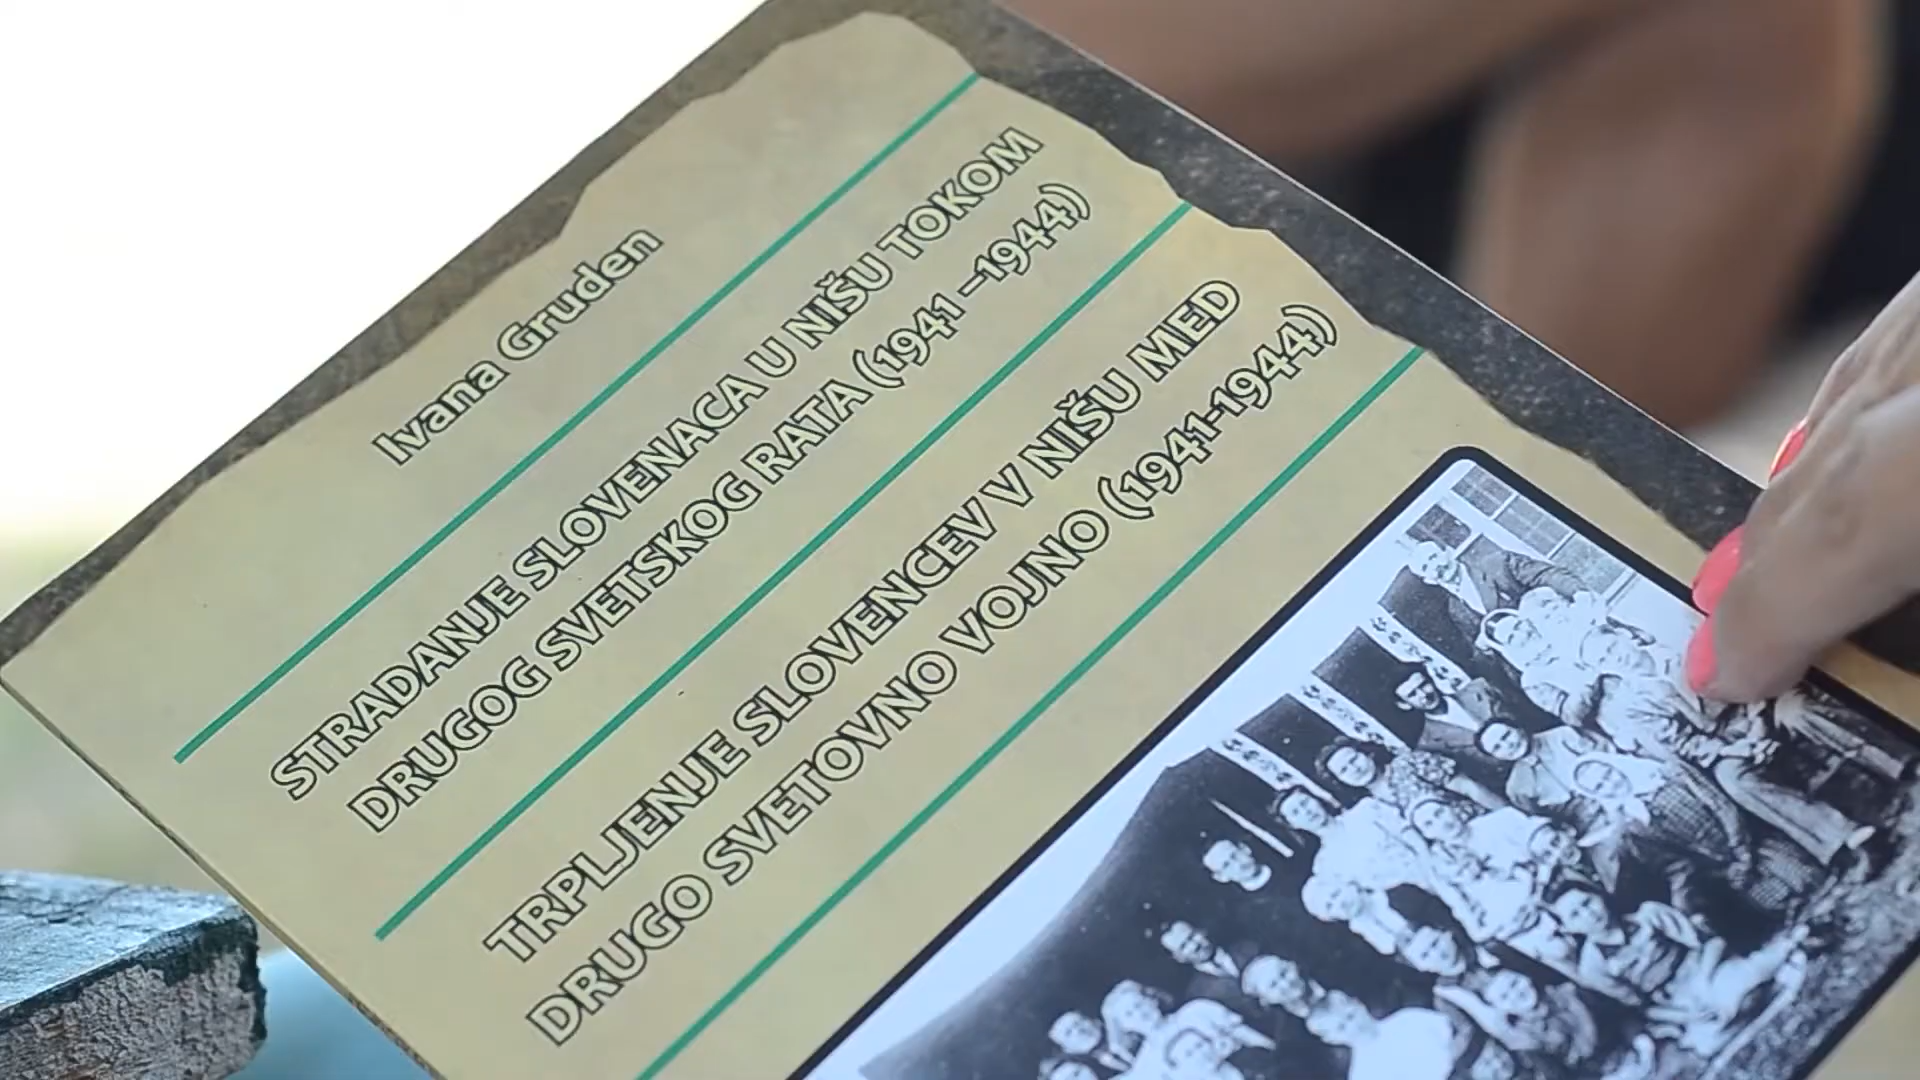 Ivana Gruden
STRADANJE SLOVENACA U NIŠU TOKOM
DRUGOG SVETSKOG RATA (1941 –1944)
TRPLJENJE SLOVENCEV V NIŠU MED
DRUGO SVETOVNO VOJNO (1941-1944)